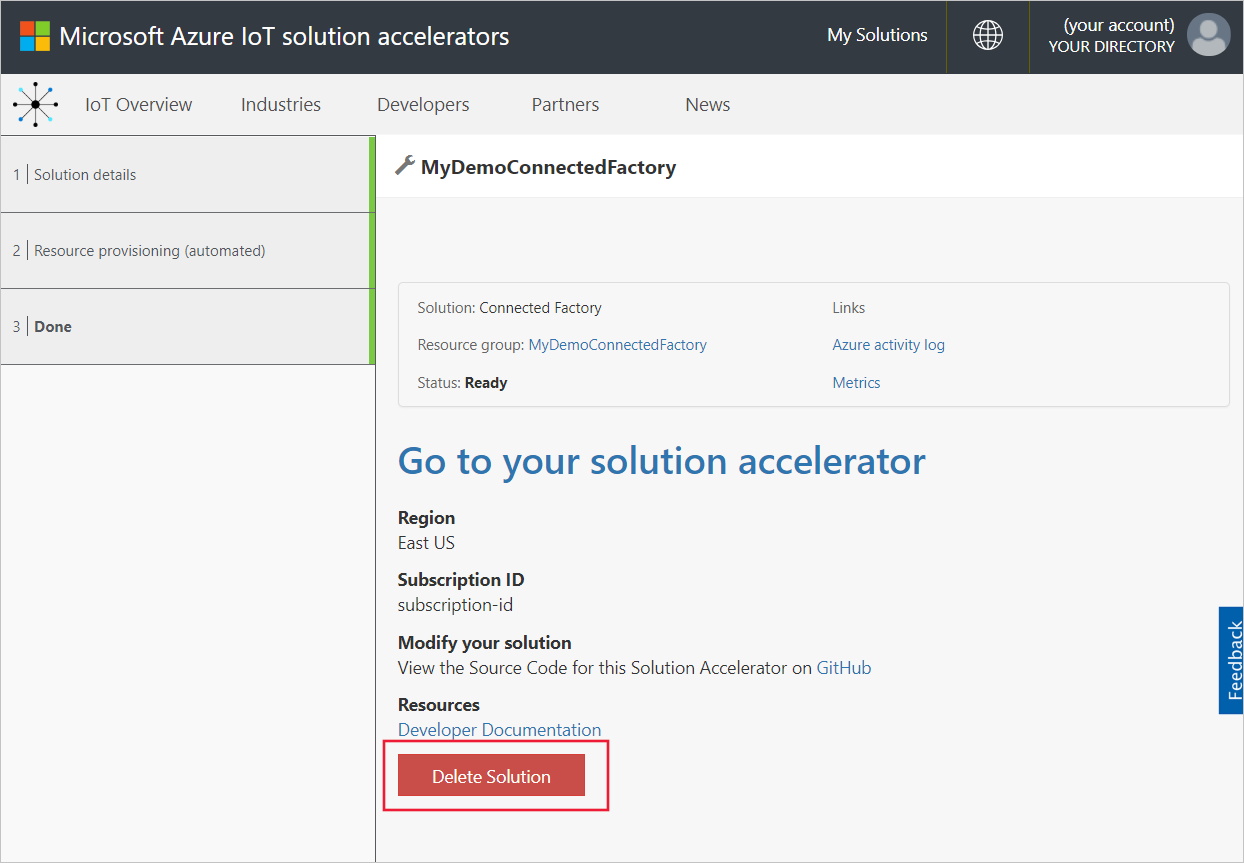 Microsoft Azure IoT solution accelerators
My Solutions
(your account)
YOUR DIRECTORY
IoT Overview
Industries
Developers
Partners
News
1 Solution details
2 Resource provisioning (automated)
3 Done
MyDemoConnectedFactory
Solution: Connected Factory
Links
Resource group: MyDemoConnectedFactory
Azure activity log
Status: Ready
Metrics
Go to your solution accelerator
Region
East US
Subscription ID
subscription-id
Modify your solution
View the Source Code for this Solution Accelerator on GitHub
Resources
Developer Documentation
Delete Solution
Feedback